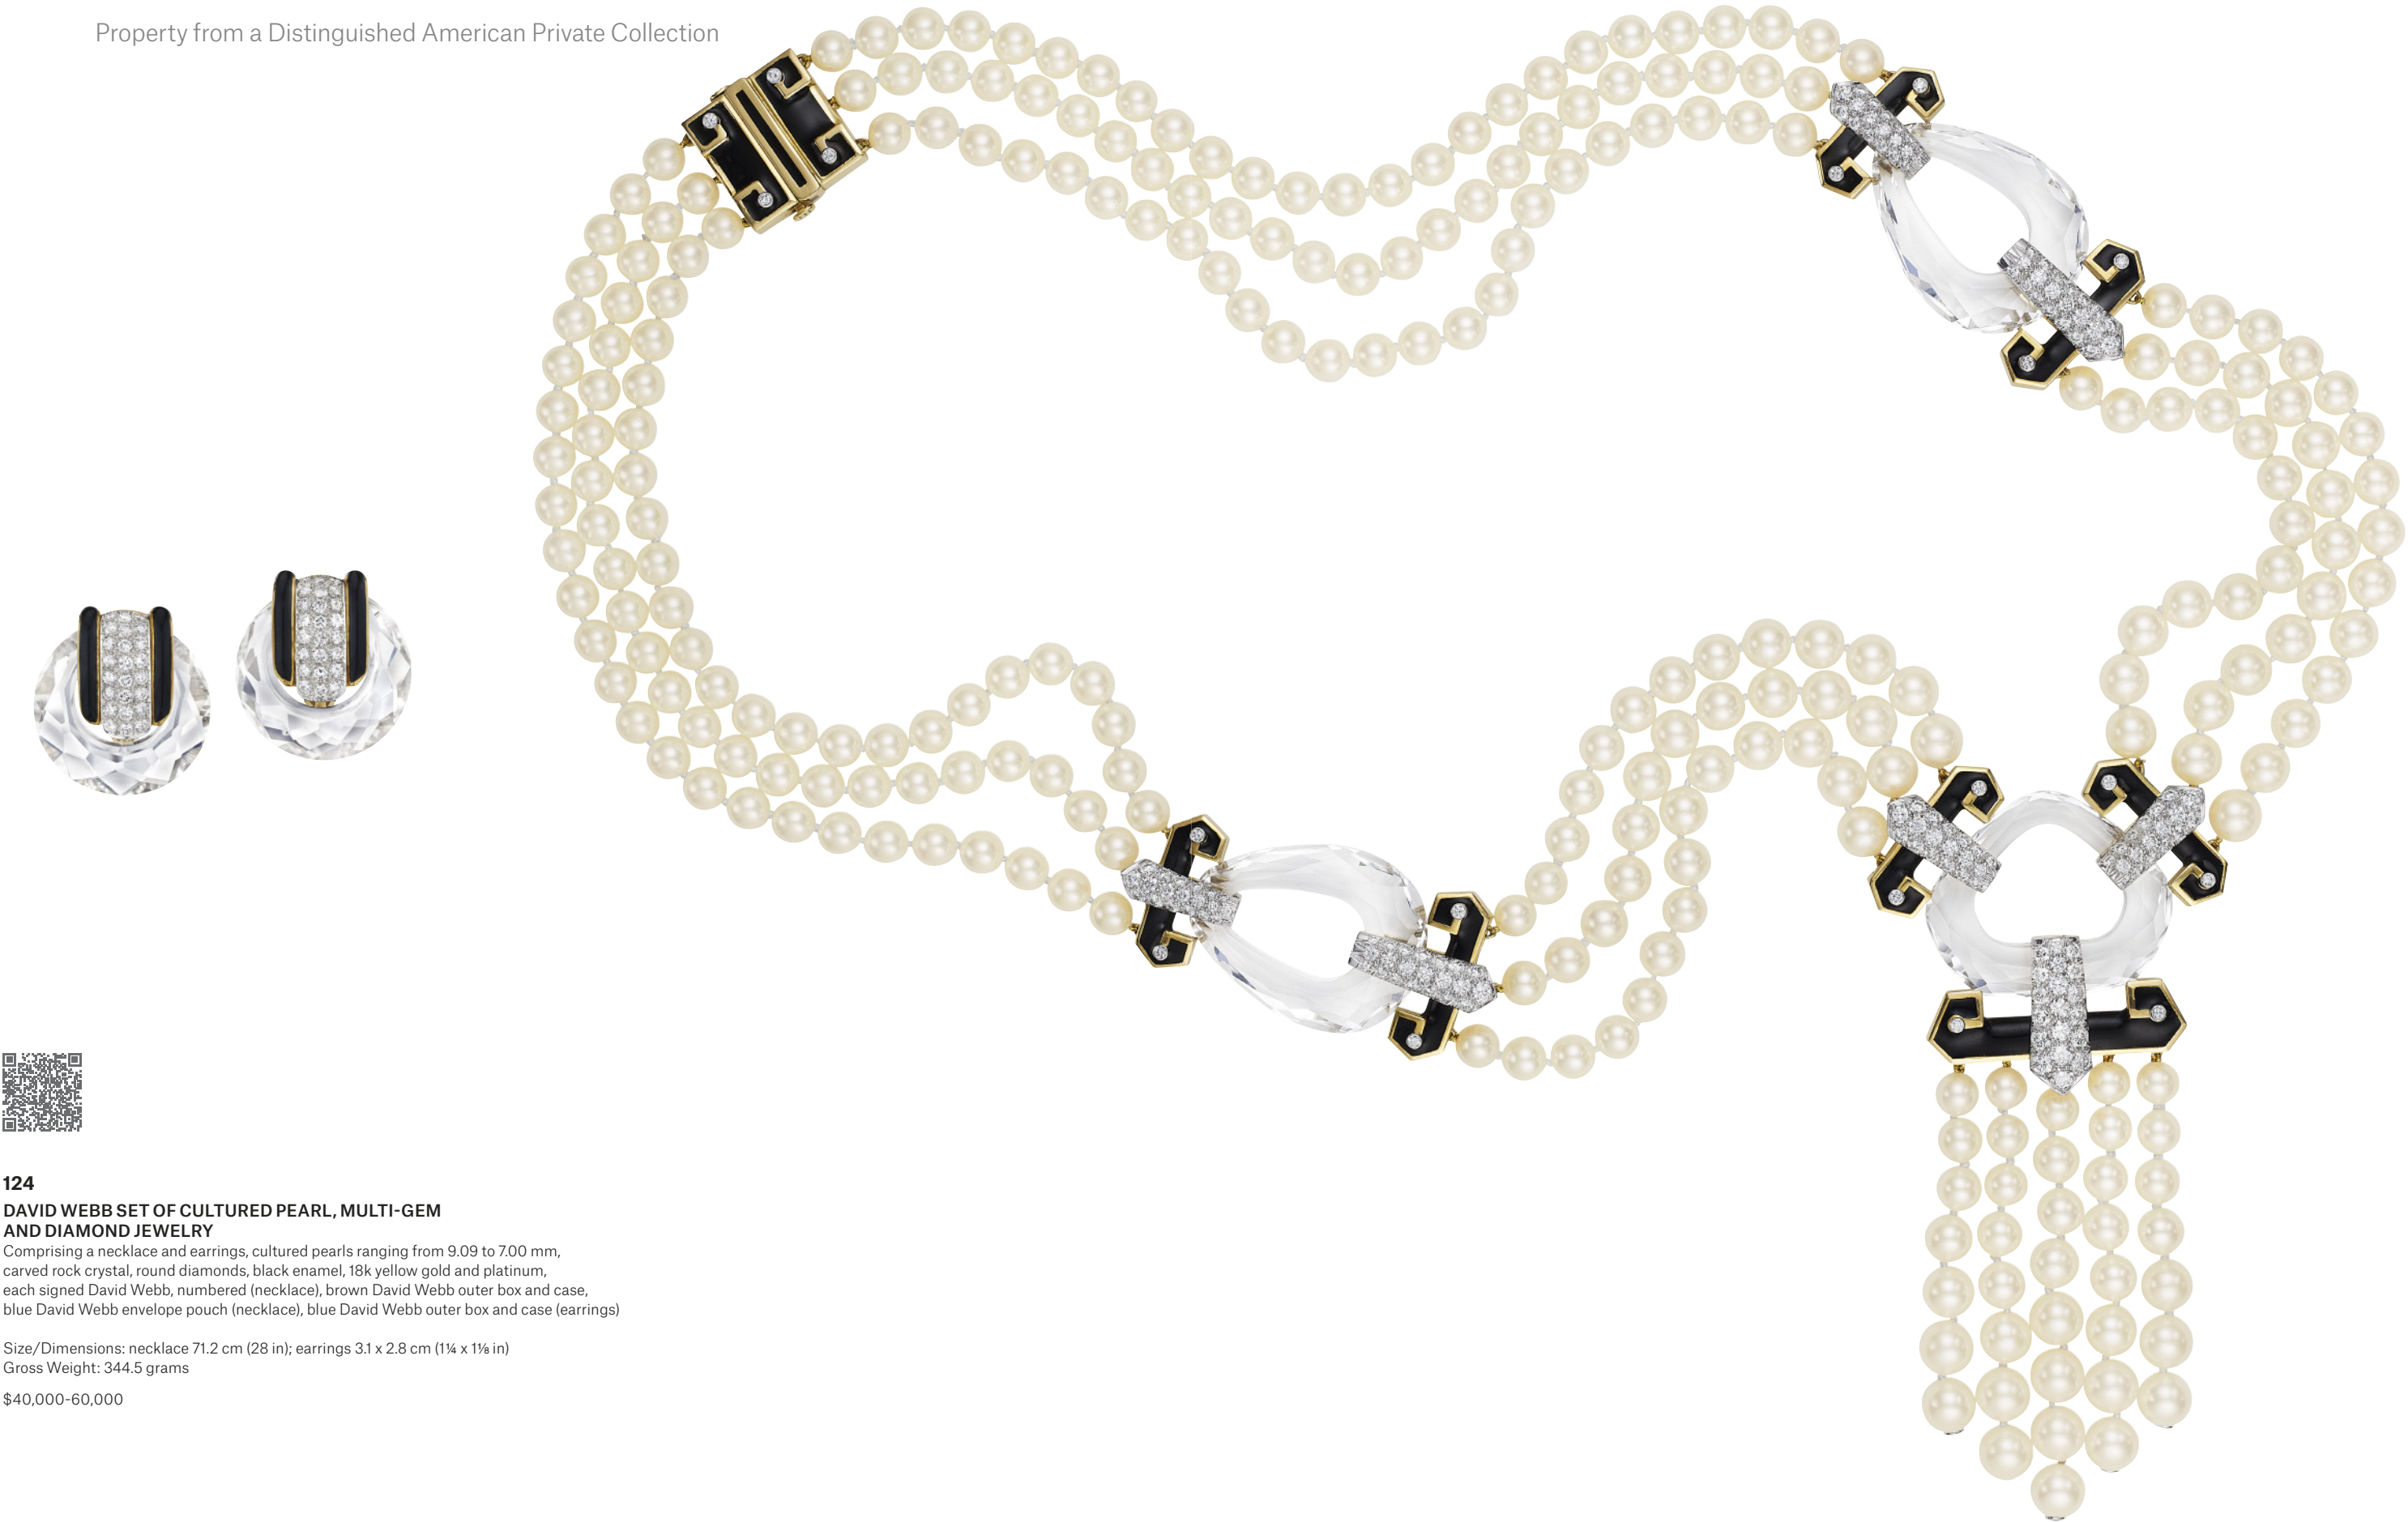 Property from a Distinguished American Private Collection
124
DAVID WEBB SET OF CULTURED PEARL, MULTI-GEM
AND DIAMOND JEWELRY
Comprising a necklace and earrings, cultured pearls ranging from 9.09 to 7.00 mm,
carved rock crystal, round diamonds, black enamel, 18k yellow gold and platinum,
each signed David Webb, numbered (necklace), brown David Webb outer box and case,
blue David Webb envelope pouch (necklace), blue David Webb outer box and case (earrings)
Size/Dimensions: necklace 71.2 cm (28 in); earrings 3.1 x 2.8 cm (1¼ x 1⅛ in)
Gross Weight: 344.5 grams
$40,000-60,000